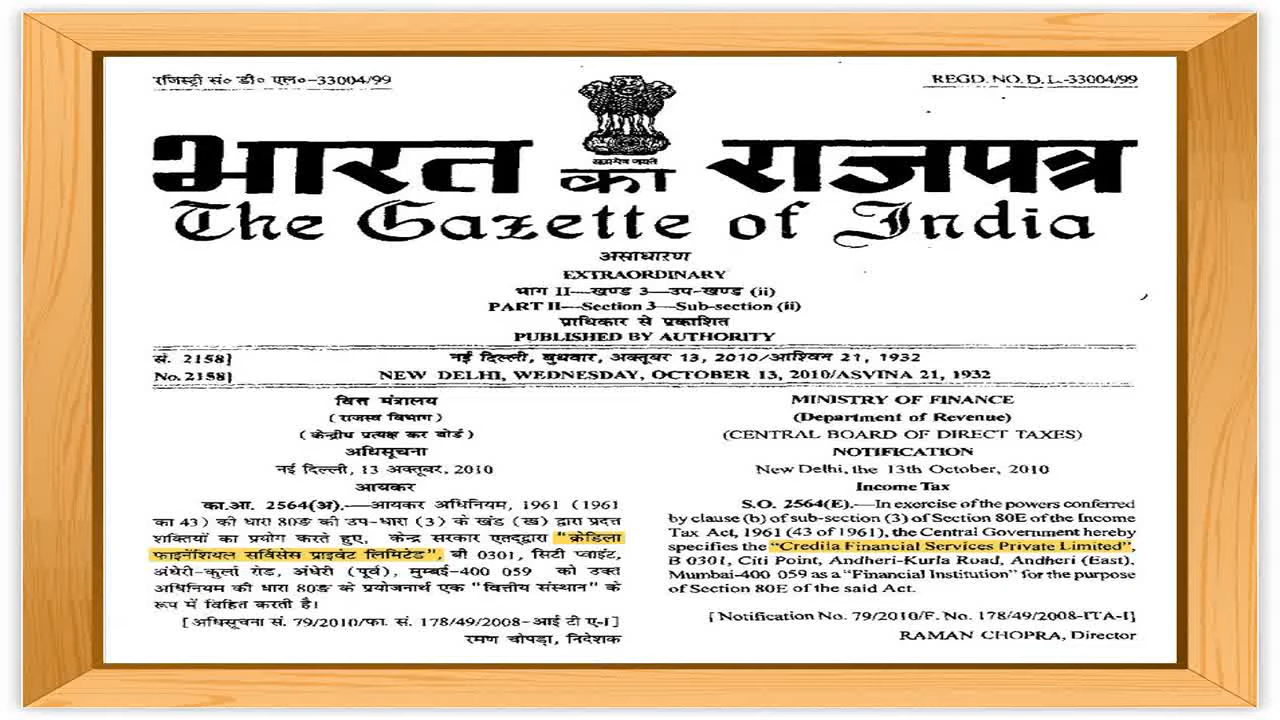 रजिस्ट्री सं० डी० एल०-33004/99
REGD. NO. D. L.-33004/99
सत्यमेव जयते
भारत का राजपत्र
The Gazette of India
असाधारण
EXTRAORDINARY
भाग II—खण्ड 3—उप-खण्ड (ii)
PART II—Section 3—Sub-section (ii)
प्राधिकार से प्रकाशित
PUBLISHED BY AUTHORITY
सं. 2158]
नई दिल्ली, बुधवार, अक्तूबर 13, 2010/आश्विन 21, 1932
No. 2158]
NEW DELHI, WEDNESDAY, OCTOBER 13, 2010/ASVINA 21, 1932
वित्त मंत्रालय
(राजस्व विभाग)
(केन्द्रीय प्रत्यक्ष कर बोर्ड)
अधिसूचना
नई दिल्ली, 13 अक्तूबर, 2010
आयकर
का.आ. 2564(अ).—आयकर अधिनियम, 1961 (1961
का 43) की धारा 80ङ की उप-धारा (3) के खंड (ख) द्वारा प्रदत्त
शक्तियों का प्रयोग करते हुए, केन्द्र सरकार एतद्द्वारा "क्रेडिला
फाइनेंशियल सर्विसेस प्राइवेट लिमिटेड", बी 0301, सिटी प्वाइंट,
अंधेरी-कुर्ला रोड, अंधेरी (पूर्व), मुम्बई-400 059 को उक्त
अधिनियम की धारा 80ङ के प्रयोजनार्थ एक "वित्तीय संस्थान" के
रूप में विहित करती है।
[अधिसूचना सं. 79/2010/फा. सं. 178/49/2008-आई टी ए-I]
रमण चोपड़ा, निदेशक
MINISTRY OF FINANCE
(Department of Revenue)
(CENTRAL BOARD OF DIRECT TAXES)
NOTIFICATION
New Delhi, the 13th October, 2010
Income Tax
S.O. 2564(E).—In exercise of the powers conferred
by clause (b) of sub-section (3) of Section 80E of the Income
Tax Act, 1961 (43 of 1961), the Central Government hereby
specifies the "Credila Financial Services Private Limited",
B 0301, Citi Point, Andheri-Kurla Road, Andheri (East),
Mumbai-400 059 as a "Financial Institution" for the purpose
of Section 80E of the said Act.
[Notification No. 79/2010/F. No. 178/49/2008-ITA-I]
RAMAN CHOPRA, Director